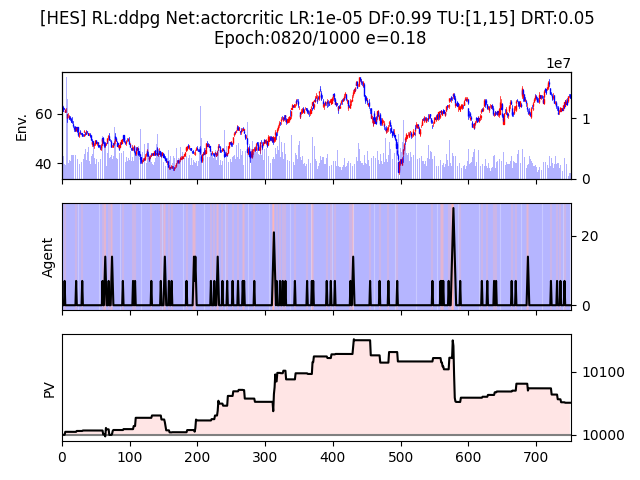 [HES] RL:ddpg Net:actorcritic LR:1e-05 DF:0.99 TU:[1,15] DRT:0.05
Epoch:0820/1000 e=0.18
1e7
Env.
60
40
1
0
Agent
20
0
PV
10100
10000
0 100 200 300 400 500 600 700